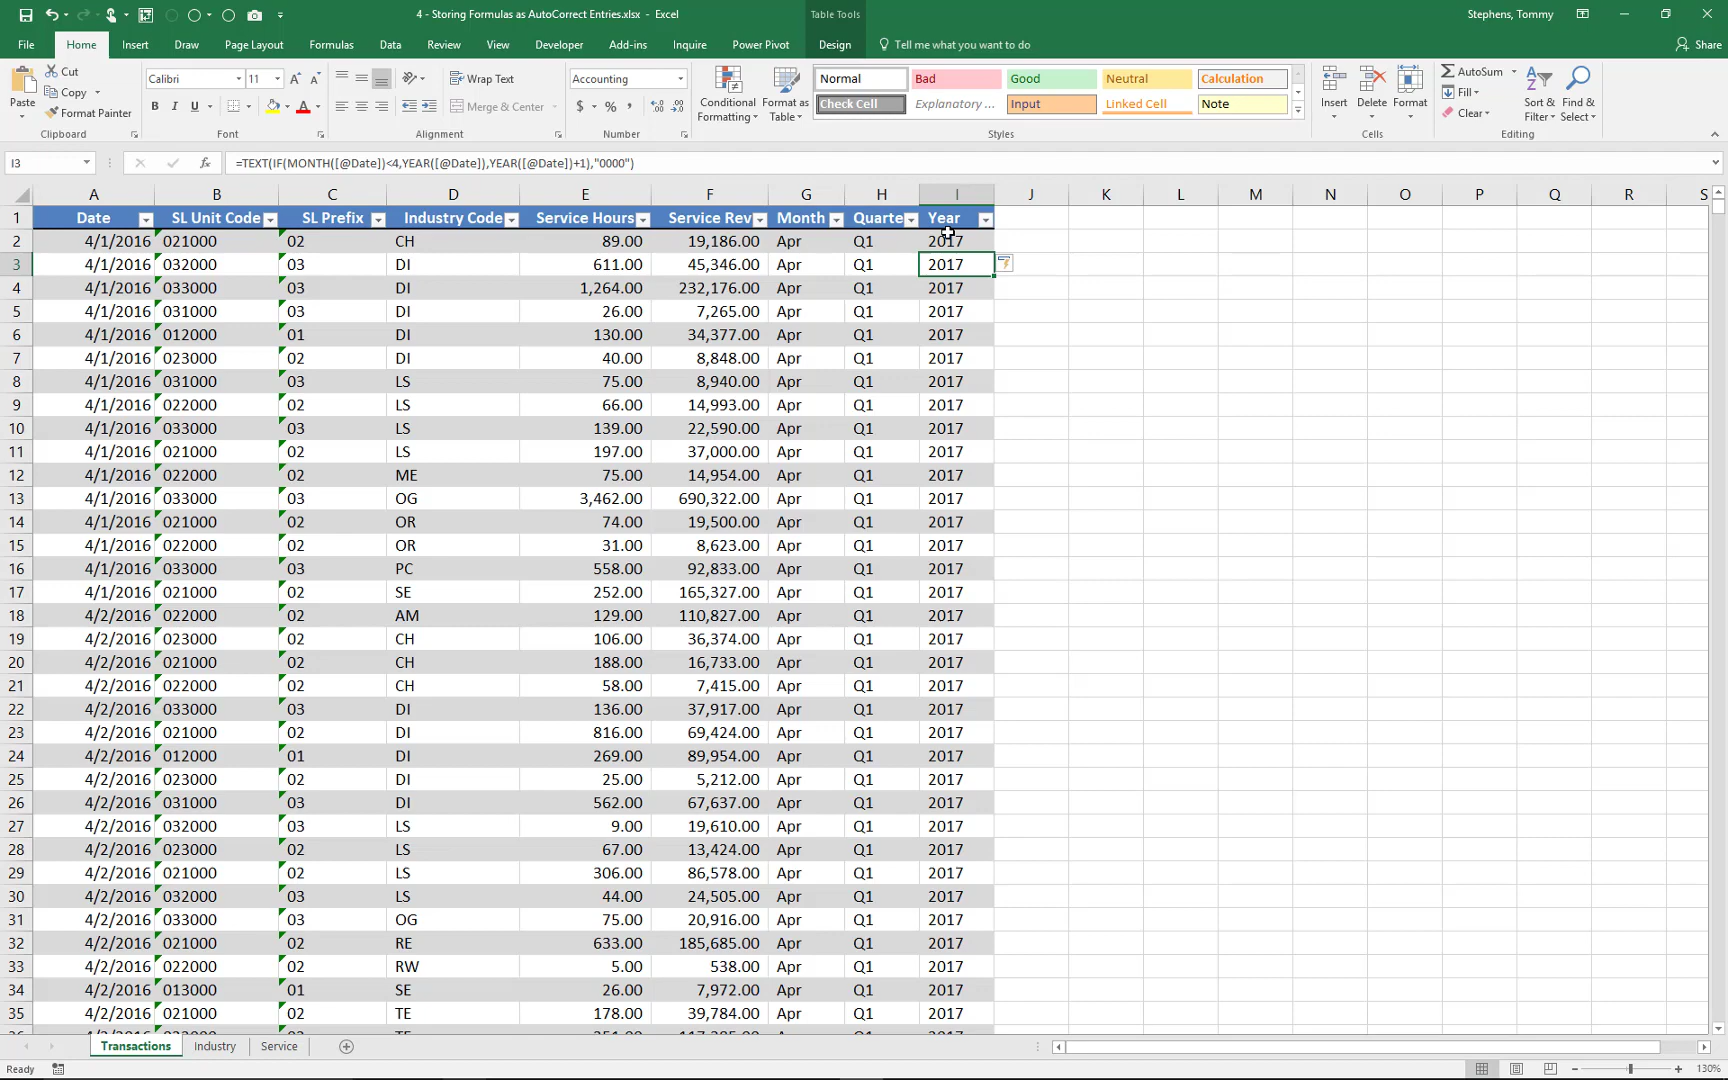 4 - Storing Formulas as AutoCorrect Entries.xlsx - Excel
Table Tools
Stephens, Tommy
File Home Insert Draw Page Layout Formulas Data Review View Developer Add-ins Inquire Power Pivot Design Tell me what you want to do Share
Paste Cut
Copy
Format Painter
Calibri 11
B I U
Wrap Text
Merge & Center
Accounting
$ % ,
Conditional Formatting
Format as Table
Normal Bad Good Neutral Calculation
Check Cell Explanatory ... Input Linked Cell Note
Insert Delete Format
AutoSum
Fill
Clear
Sort & Filter
Find & Select
Clipboard Font Alignment Number Styles Cells Editing
I3 fx =TEXT(IF(MONTH([@Date])<4,YEAR([@Date]),YEAR([@Date])+1),"0000")
A B C D E F G H I J K L M N O P Q R S
1 Date SL Unit Code SL Prefix Industry Code Service Hours Service Rev Month Quarte Year
2 4/1/2016 021000 02 CH 89.00 19,186.00 Apr Q1 2017
3 4/1/2016 032000 03 DI 611.00 45,346.00 Apr Q1 2017
4 4/1/2016 033000 03 DI 1,264.00 232,176.00 Apr Q1 2017
5 4/1/2016 031000 03 DI 26.00 7,265.00 Apr Q1 2017
6 4/1/2016 012000 01 DI 130.00 34,377.00 Apr Q1 2017
7 4/1/2016 023000 02 DI 40.00 8,848.00 Apr Q1 2017
8 4/1/2016 031000 03 LS 75.00 8,940.00 Apr Q1 2017
9 4/1/2016 022000 02 LS 66.00 14,993.00 Apr Q1 2017
10 4/1/2016 033000 03 LS 139.00 22,590.00 Apr Q1 2017
11 4/1/2016 021000 02 LS 197.00 37,000.00 Apr Q1 2017
12 4/1/2016 022000 02 ME 75.00 14,954.00 Apr Q1 2017
13 4/1/2016 033000 03 OG 3,462.00 690,322.00 Apr Q1 2017
14 4/1/2016 021000 02 OR 74.00 19,500.00 Apr Q1 2017
15 4/1/2016 022000 02 OR 31.00 8,623.00 Apr Q1 2017
16 4/1/2016 033000 03 PC 558.00 92,833.00 Apr Q1 2017
17 4/1/2016 021000 02 SE 252.00 165,327.00 Apr Q1 2017
18 4/2/2016 022000 02 AM 129.00 110,827.00 Apr Q1 2017
19 4/2/2016 023000 02 CH 106.00 36,374.00 Apr Q1 2017
20 4/2/2016 021000 02 CH 188.00 16,733.00 Apr Q1 2017
21 4/2/2016 022000 02 CH 58.00 7,415.00 Apr Q1 2017
22 4/2/2016 033000 03 DI 136.00 37,917.00 Apr Q1 2017
23 4/2/2016 021000 02 DI 816.00 69,424.00 Apr Q1 2017
24 4/2/2016 012000 01 DI 269.00 89,954.00 Apr Q1 2017
25 4/2/2016 023000 02 DI 25.00 5,212.00 Apr Q1 2017
26 4/2/2016 031000 03 DI 562.00 67,637.00 Apr Q1 2017
27 4/2/2016 032000 03 LS 9.00 19,610.00 Apr Q1 2017
28 4/2/2016 023000 02 LS 67.00 13,424.00 Apr Q1 2017
29 4/2/2016 021000 02 LS 306.00 86,578.00 Apr Q1 2017
30 4/2/2016 032000 03 LS 44.00 24,505.00 Apr Q1 2017
31 4/2/2016 033000 03 OG 75.00 20,916.00 Apr Q1 2017
32 4/2/2016 021000 02 RE 633.00 185,685.00 Apr Q1 2017
33 4/2/2016 022000 02 RW 5.00 538.00 Apr Q1 2017
34 4/2/2016 013000 01 SE 26.00 7,972.00 Apr Q1 2017
35 4/2/2016 021000 02 TE 178.00 39,784.00 Apr Q1 2017
Transactions Industry Service
Ready 130%